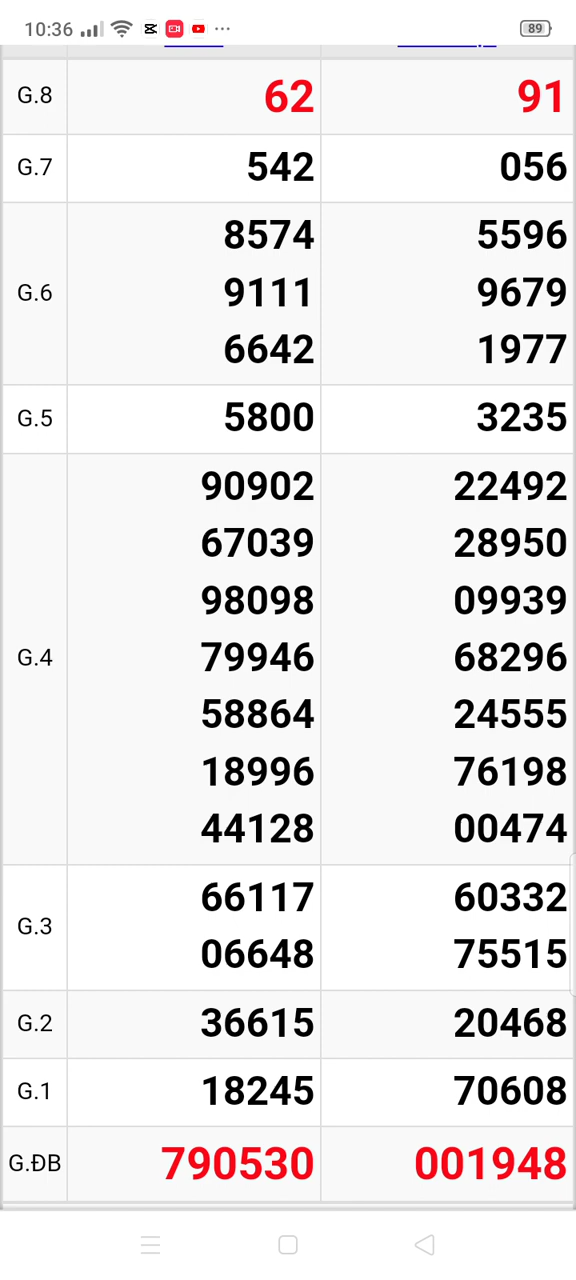 10:36 89
G.8 62 91
G.7 542 056
8574 5596
G.6 9111 9679
6642 1977
G.5 5800 3235
90902 22492
67039 28950
98098 09939
G.4 79946 68296
58864 24555
18996 76198
44128 00474
G.3 66117 60332
06648 75515
G.2 36615 20468
G.1 18245 70608
G.ĐB 790530 001948